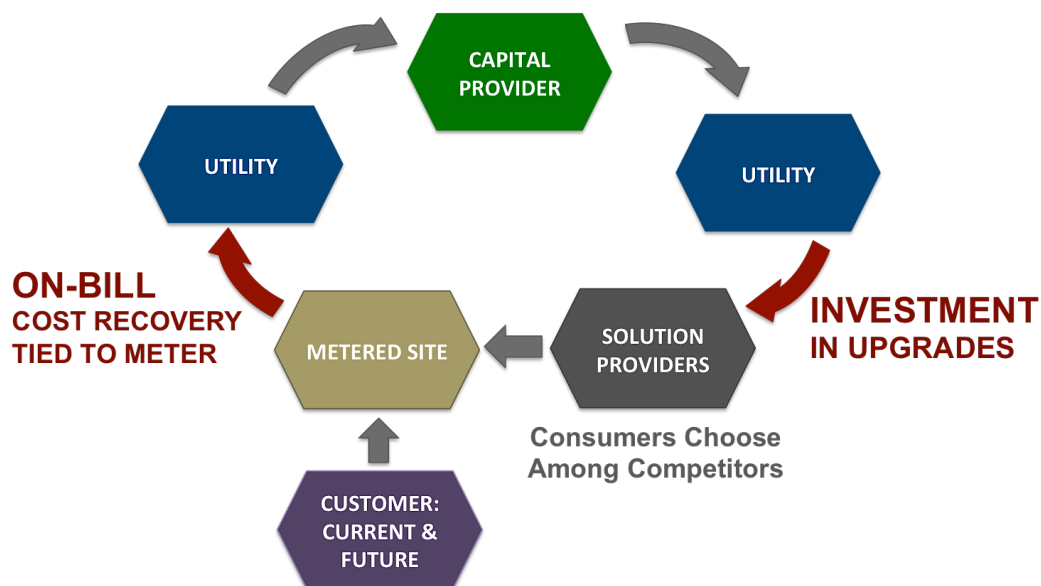 CAPITAL
PROVIDER
UTILITY
UTILITY
ON-BILL
COST RECOVERY
TIED TO METER
INVESTMENT
IN UPGRADES
METERED SITE
SOLUTION
PROVIDERS
Consumers Choose
Among Competitors
CUSTOMER:
CURRENT &
FUTURE